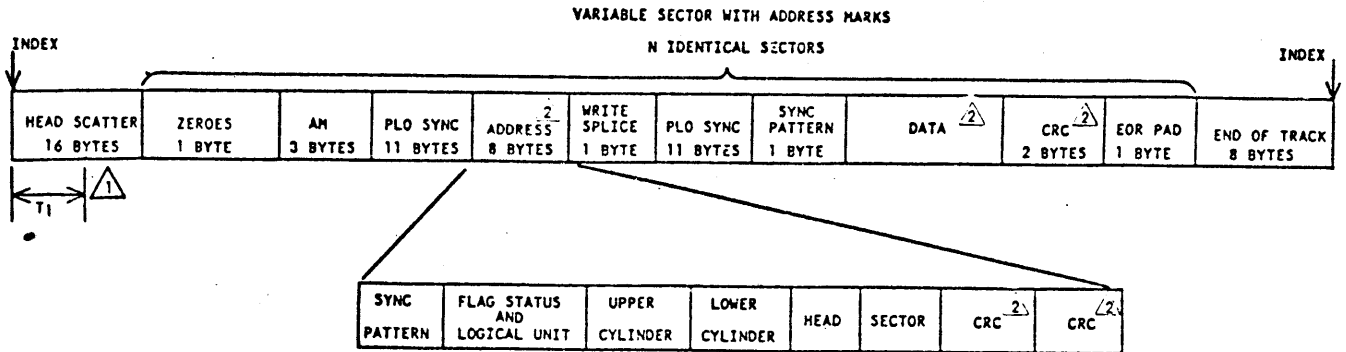 VARIABLE SECTOR WITH ADDRESS MARKS
INDEX
N IDENTICAL SECTORS
INDEX
HEAD SCATTER
16 BYTES
ZEROES
1 BYTE
AM
3 BYTES
PLO SYNC
11 BYTES
ADDRESS 2
8 BYTES
WRITE
SPLICE
1 BYTE
PLO SYNC
11 BYTES
SYNC
PATTERN
1 BYTE
DATA 2
CRC 2
2 BYTES
EOR PAD
1 BYTE
END OF TRACK
8 BYTES
T1
1
SYNC
PATTERN
FLAG STATUS
AND
LOGICAL UNIT
UPPER
CYLINDER
LOWER
CYLINDER
HEAD
SECTOR
CRC 2
CRC 2